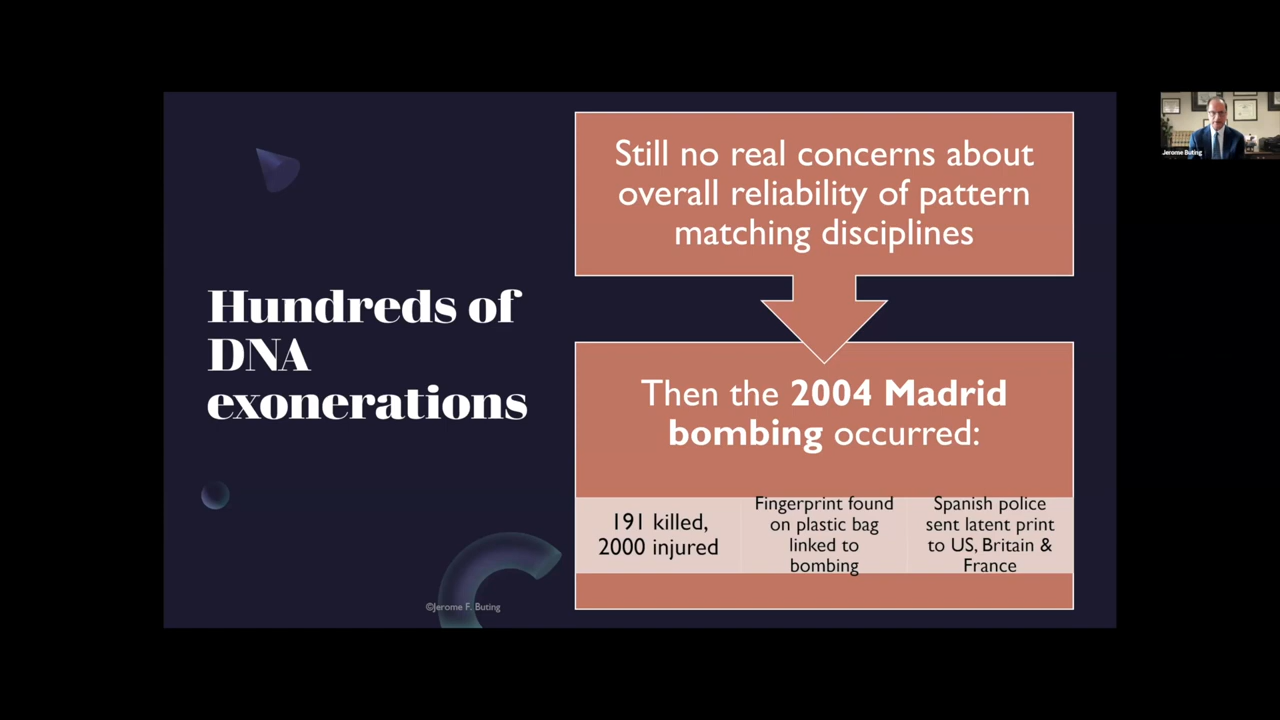 Hundreds of
DNA
exonerations
Still no real concerns about
overall reliability of pattern
matching disciplines
Then the 2004 Madrid
bombing occurred:
191 killed,
2000 injured
Fingerprint found
on plastic bag
linked to
bombing
Spanish police
sent latent print
to US, Britain &
France
©Jerome F. Buting
Jerome Buting